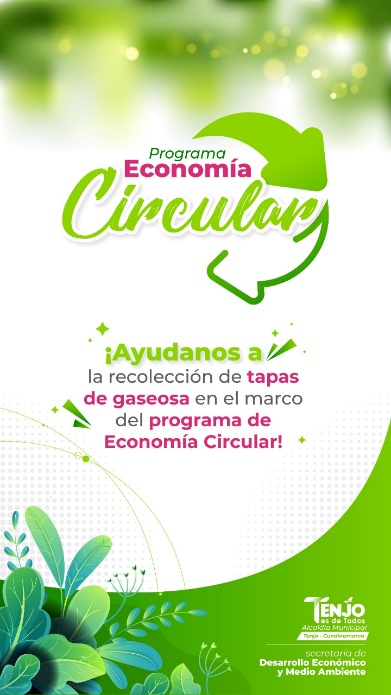 Programa
Economía
Circular
¡Ayudanos a
la recolección de tapas
de gaseosa en el marco
del programa de
Economía Circular!
TENJO
es de Todos
Alcaldía Municipal
Tenjo - Cundinamarca
secretaría de
Desarrollo Económico
y Medio Ambiente